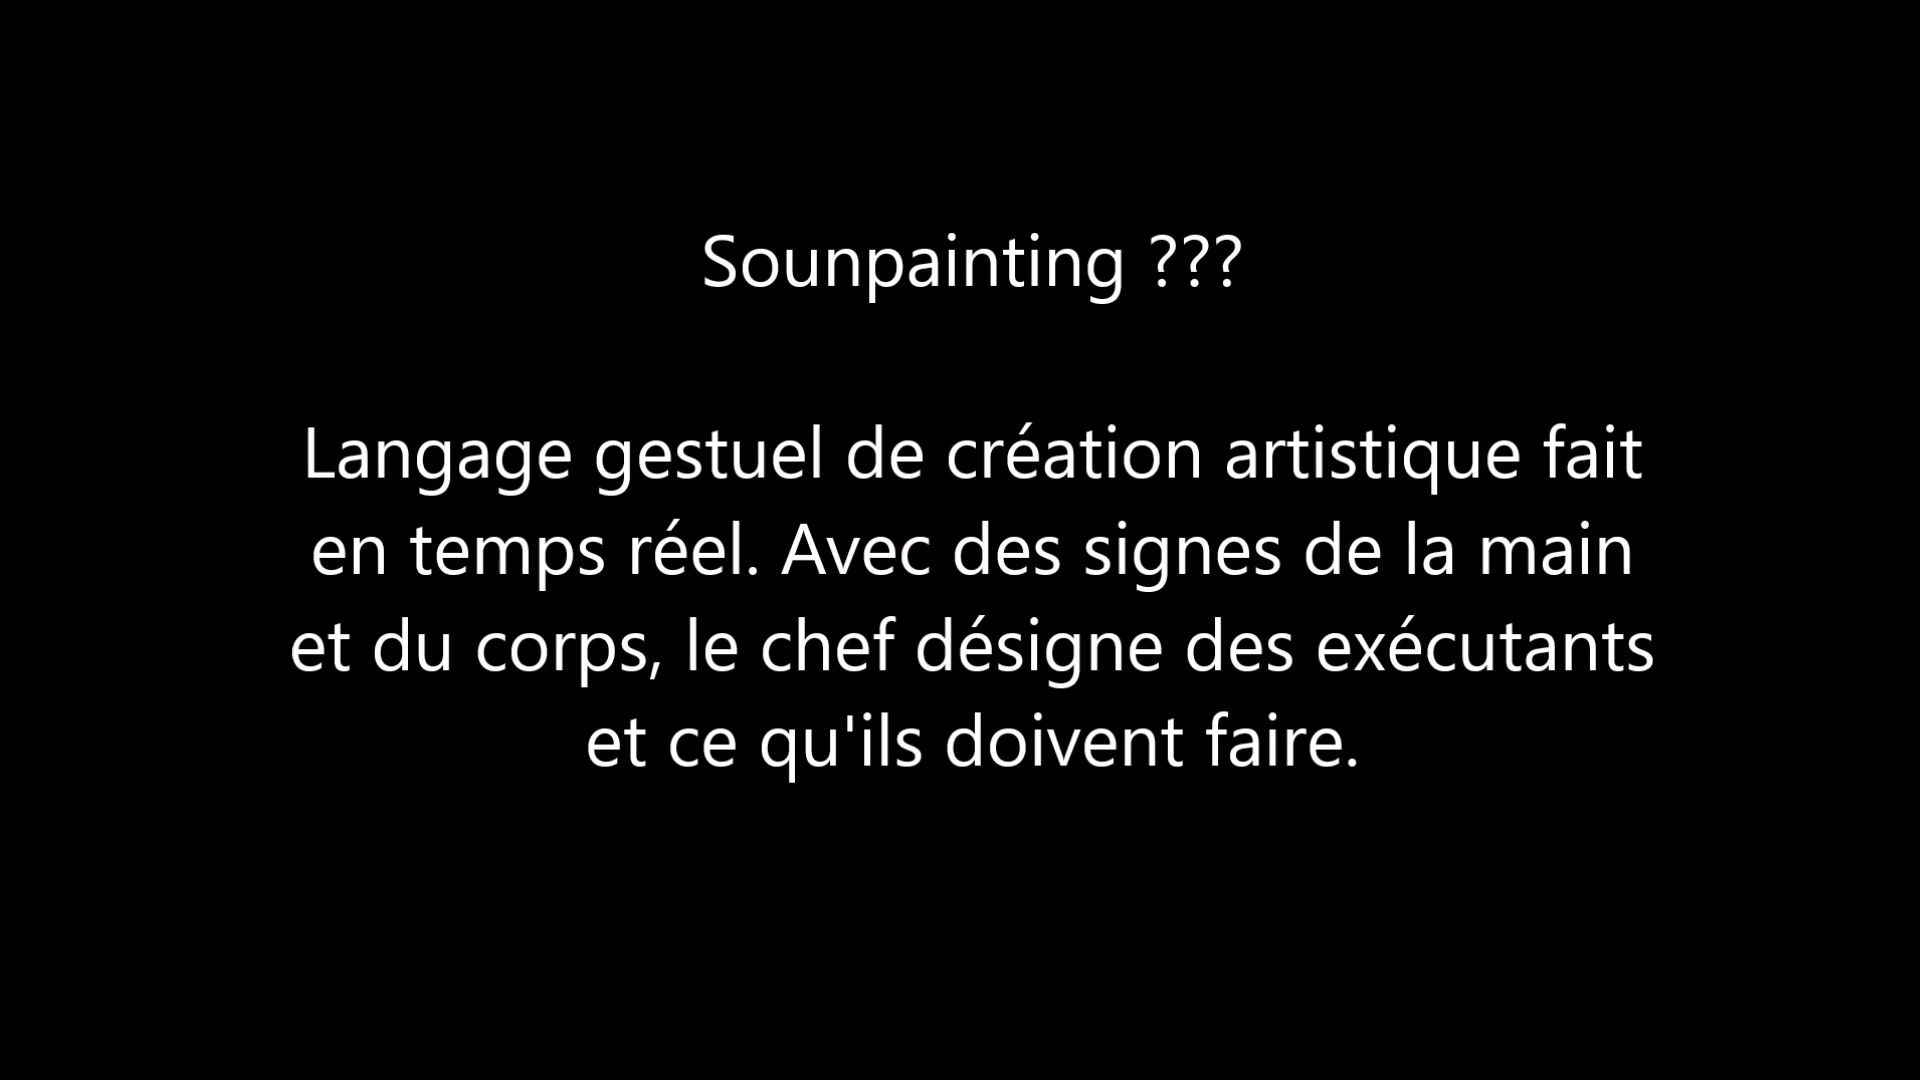 Sounpainting ???
Langage gestuel de création artistique fait
en temps réel. Avec des signes de la main
et du corps, le chef désigne des exécutants
et ce qu'ils doivent faire.